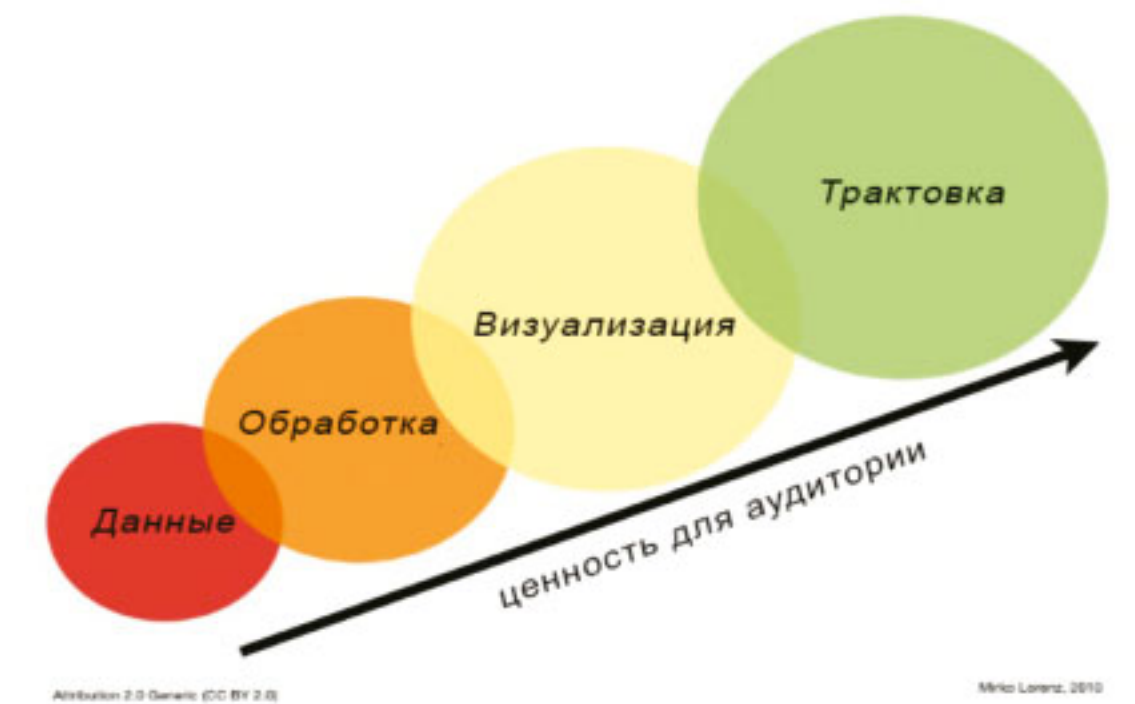 Трактовка
Визуализация
Обработка
Данные
ценность для аудитории
Attribution 2.0 Generic (CC BY 2.0)
Mirko Lorenz, 2010